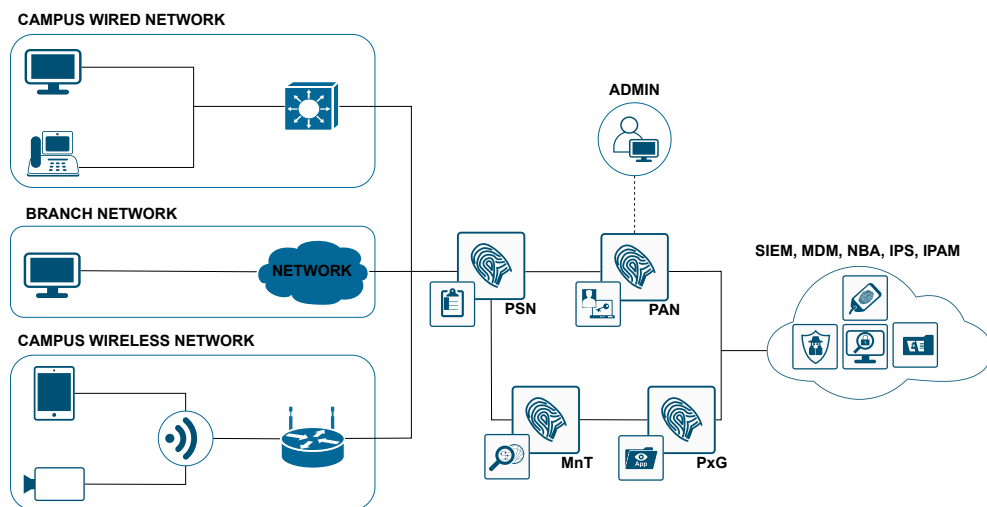 CAMPUS WIRED NETWORK
ADMIN
BRANCH NETWORK
NETWORK
SIEM, MDM, NBA, IPS, IPAM
PSN
PAN
CAMPUS WIRELESS NETWORK
MnT
App
PxG